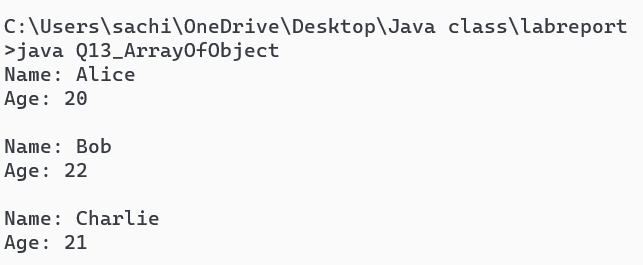 C:\Users\sachi\OneDrive\Desktop\Java class\labreport
>java Q13_ArrayOfObject
Name: Alice
Age: 20

Name: Bob
Age: 22

Name: Charlie
Age: 21